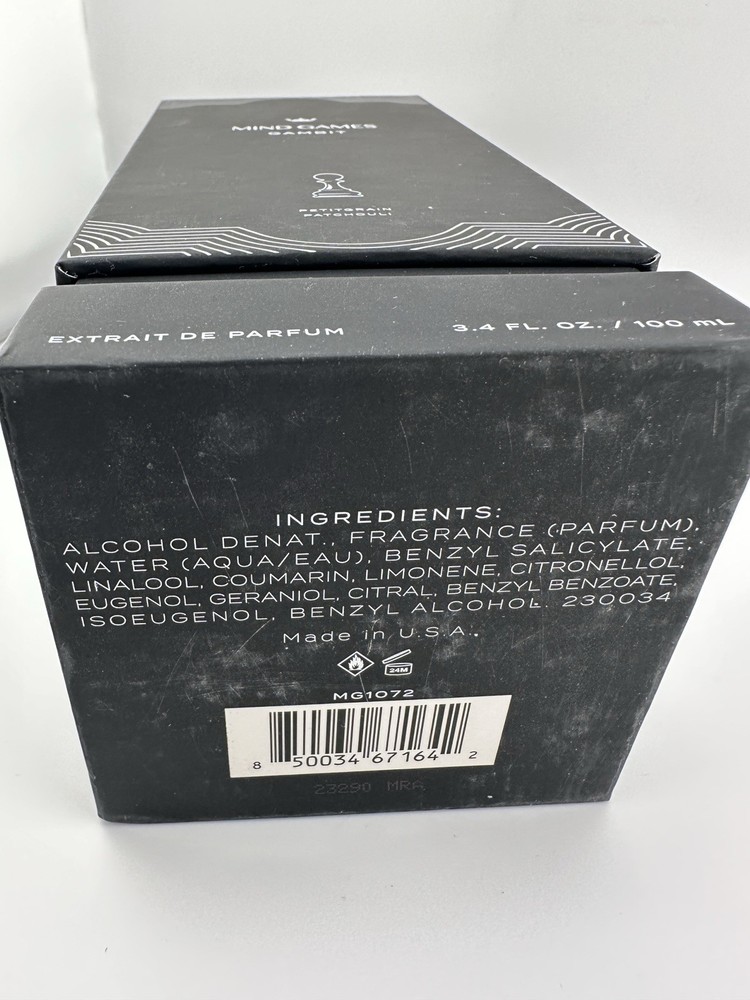 MIND GAMES
GAMBIT
PETITGRAIN
PATCHOULI
EXTRAIT DE PARFUM 3.4 FL. OZ. / 100 mL
INGREDIENTS:
ALCOHOL DENAT., FRAGRANCE (PARFUM),
WATER (AQUA/EAU), BENZYL SALICYLATE,
LINALOOL, COUMARIN, LIMONENE, CITRONELLOL,
EUGENOL, GERANIOL, CITRAL, BENZYL BENZOATE,
ISOEUGENOL, BENZYL ALCOHOL. 230034
Made in U.S.A.
24M
MG1072
8 50034 67164 2
23290 MRA